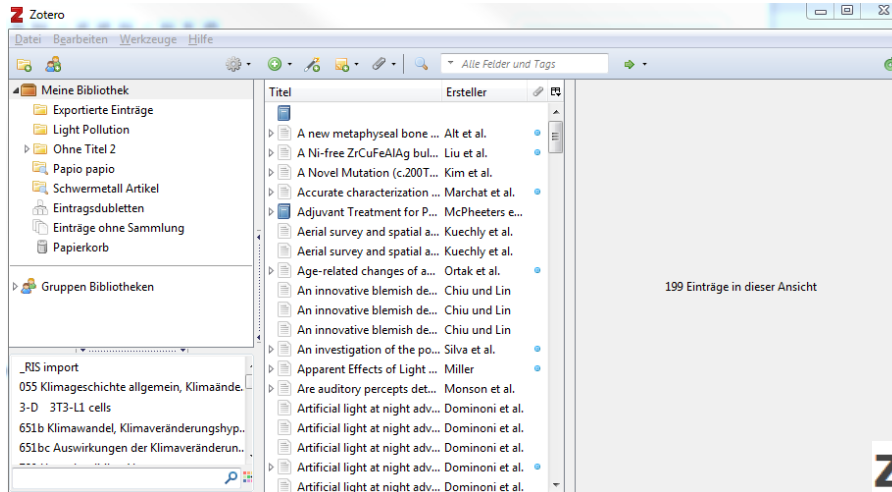 Zotero
Datei Bearbeiten Werkzeuge Hilfe
Alle Felder und Tags
Meine Bibliothek
Exportierte Einträge
Light Pollution
Ohne Titel 2
Papio papio
Schwermetall Artikel
Eintragsdubletten
Einträge ohne Sammlung
Papierkorb
Gruppen Bibliotheken
_RIS import
055 Klimageschichte allgemein, Klimaände.
3-D 3T3-L1 cells
651b Klimawandel, Klimaveränderungshyp..
651bc Auswirkungen der Klimaveränderun..
Titel Ersteller
A new metaphyseal bone ... Alt et al.
A Ni-free ZrCuFeAlAg bul... Liu et al.
A Novel Mutation (c.200T... Kim et al.
Accurate characterization ... Marchat et al.
Adjuvant Treatment for P... McPheeters e...
Aerial survey and spatial a... Kuechly et al.
Aerial survey and spatial a... Kuechly et al.
Age-related changes of a... Ortak et al.
An innovative blemish de... Chiu und Lin
An innovative blemish de... Chiu und Lin
An innovative blemish de... Chiu und Lin
An investigation of the po... Silva et al.
Apparent Effects of Light ... Miller
Are auditory percepts det... Monson et al.
Artificial light at night adv... Dominoni et al.
Artificial light at night adv... Dominoni et al.
Artificial light at night adv... Dominoni et al.
Artificial light at night adv... Dominoni et al.
Artificial light at night adv... Dominoni et al.
199 Einträge in dieser Ansicht
Z